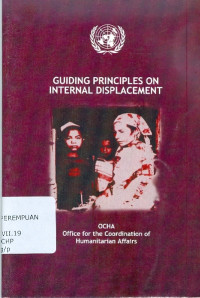 GUIDING PRINCIPLES ON
INTERNAL DISPLACEMENT
PEREMPUAN
VII.19
CHP
g/p
OCHA
Office for the Coordination of
Humanitarian Affairs